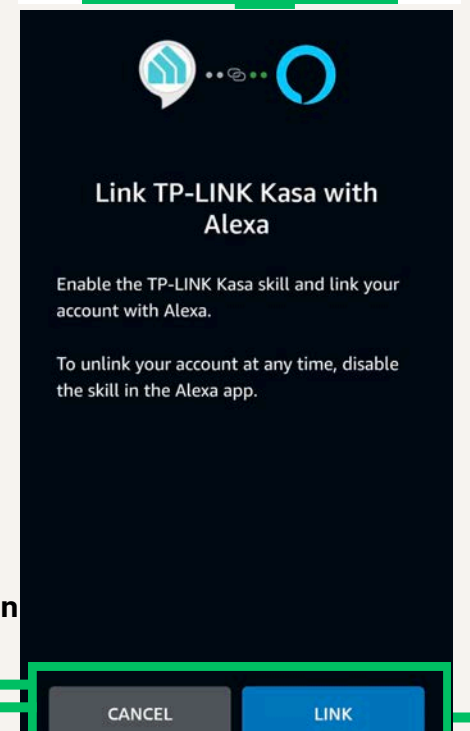 Link TP-LINK Kasa with
Alexa
Enable the TP-LINK Kasa skill and link your
account with Alexa.
To unlink your account at any time, disable
the skill in the Alexa app.
n
CANCEL
LINK